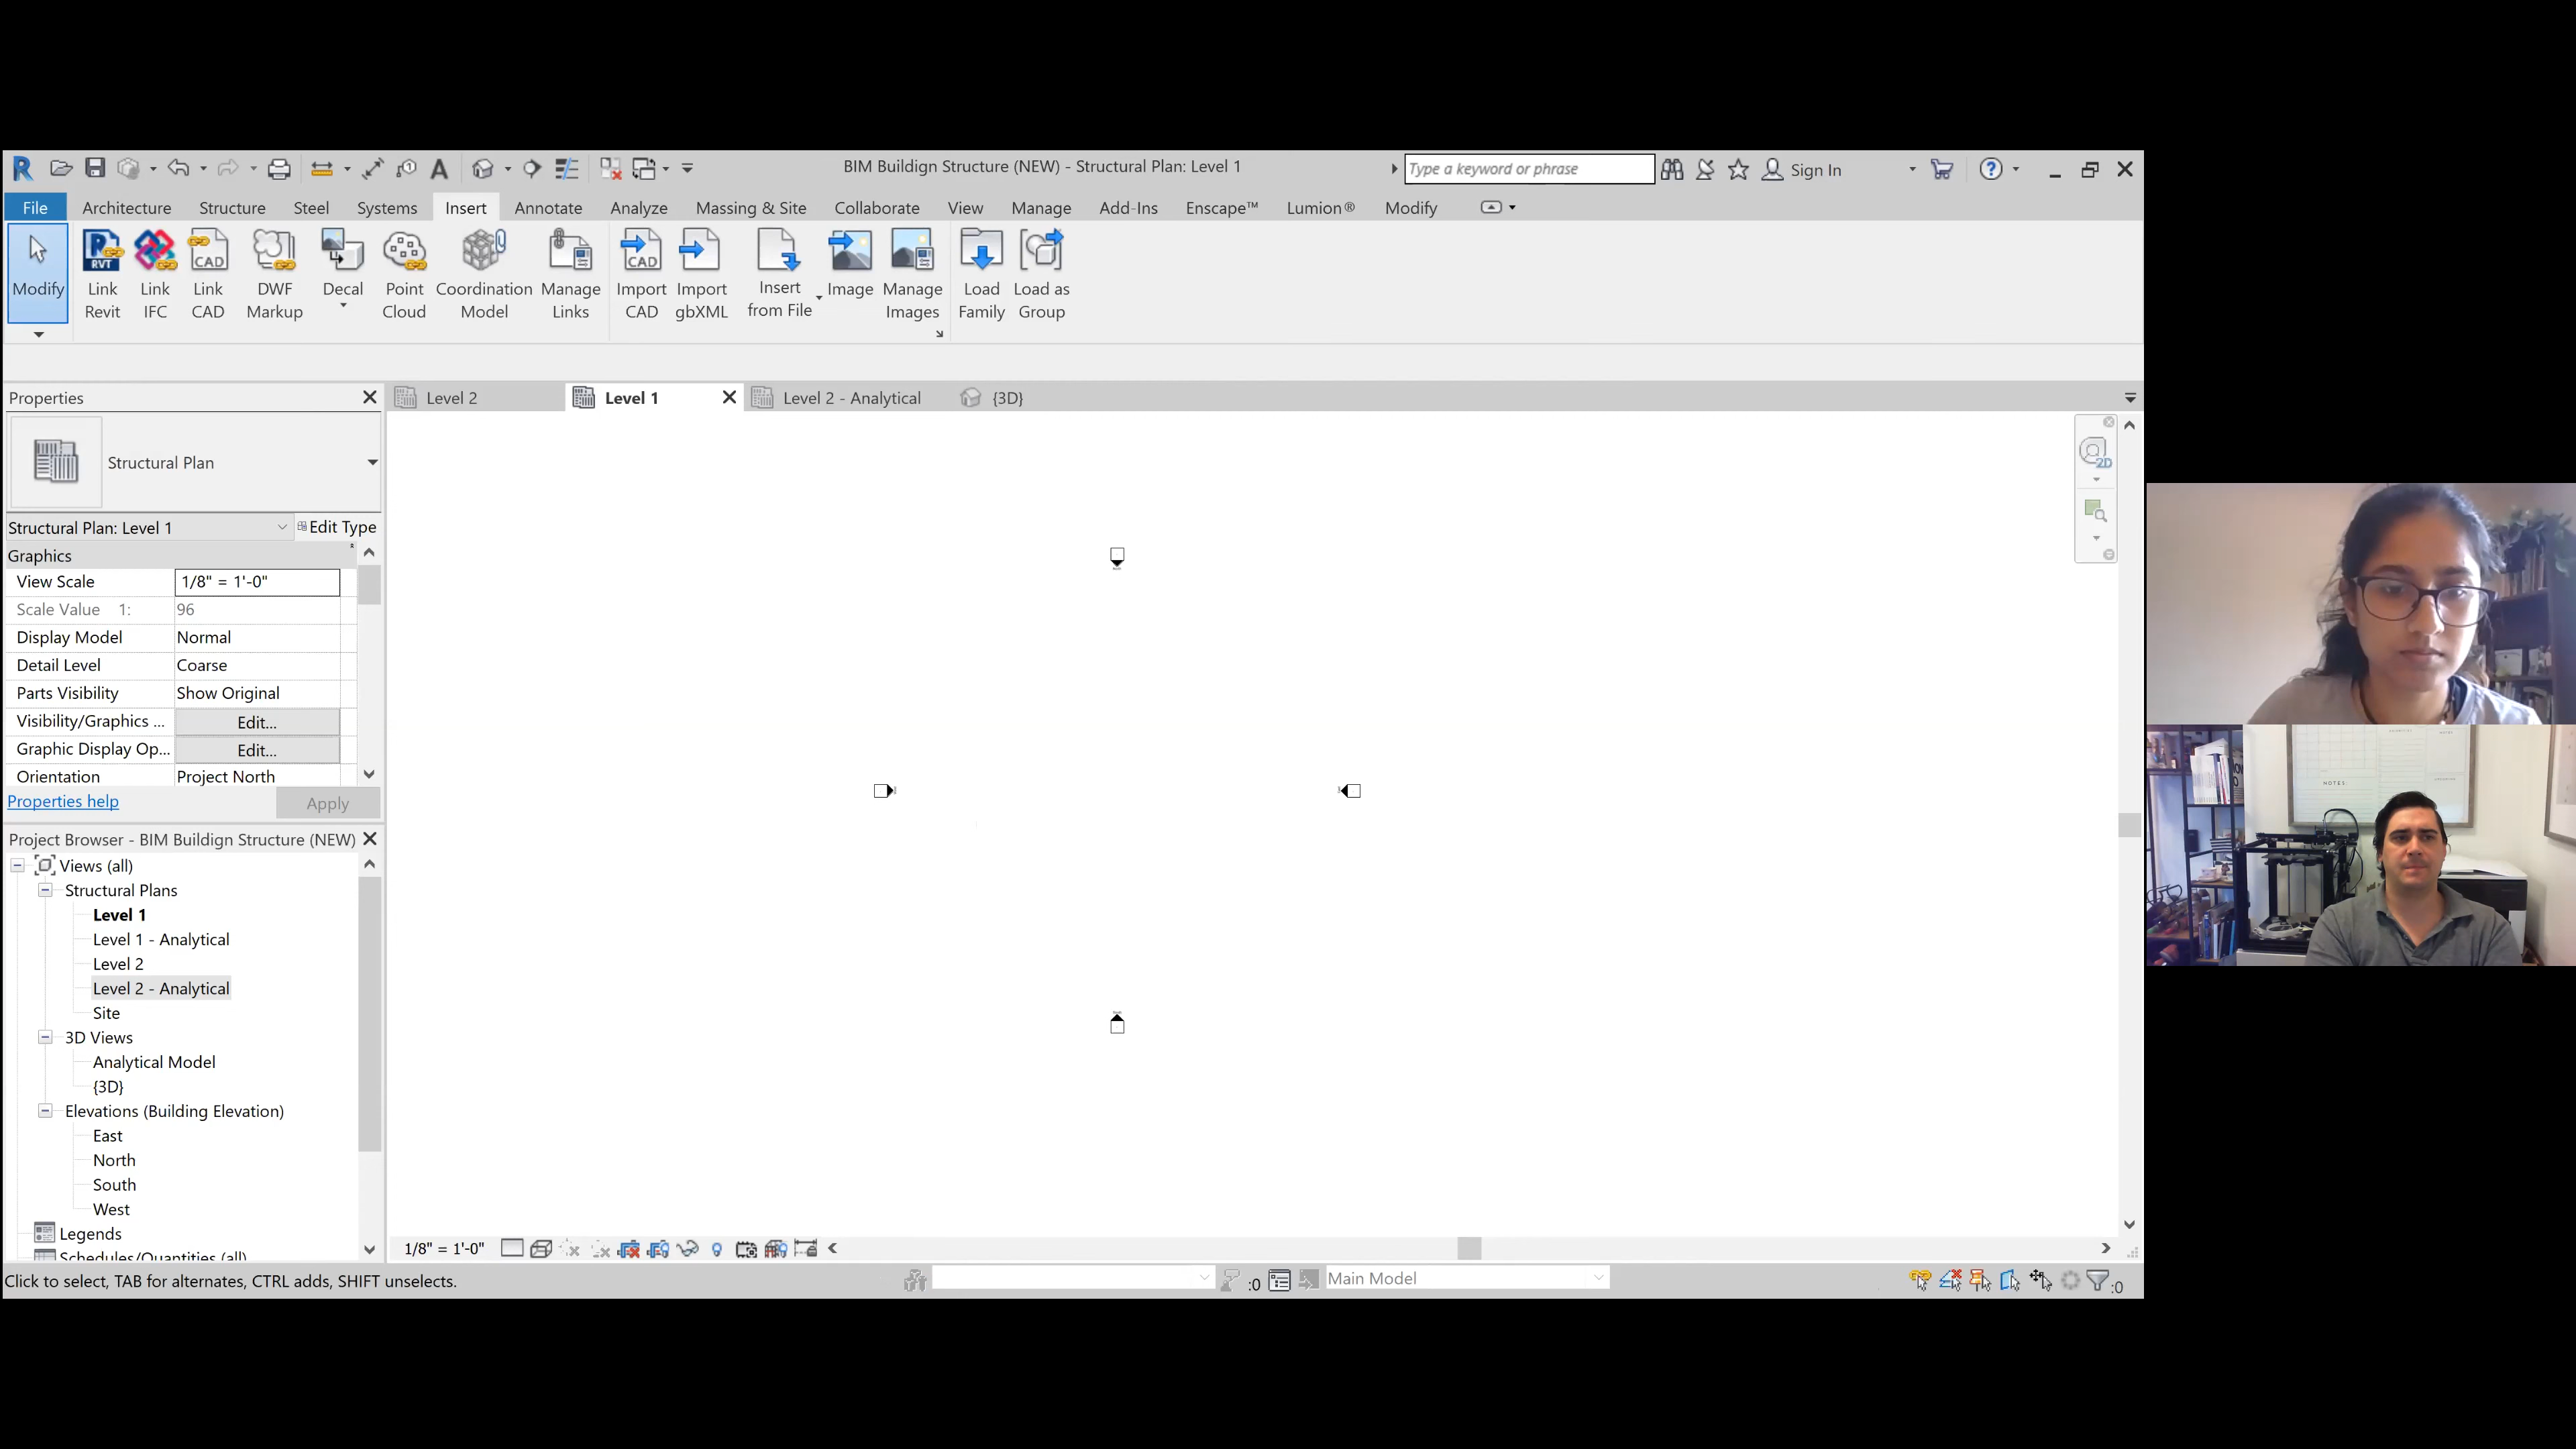 BIM Buildign Structure (NEW) - Structural Plan: Level 1
Type a keyword or phrase
Sign In
File Architecture Structure Steel Systems Insert Annotate Analyze Massing & Site Collaborate View Manage Add-Ins Enscape™ Lumion® Modify
Modify
Link Revit
Link IFC
Link CAD
DWF Markup
Decal
Point Cloud
Coordination Model
Manage Links
Import CAD
Import gbXML
Insert from File
Image
Manage Images
Load Family
Load as Group
Properties
Level 2
Level 1
Level 2 - Analytical
{3D}
Structural Plan
Structural Plan: Level 1
Edit Type
Graphics
View Scale 1/8" = 1'-0"
Scale Value 1: 96
Display Model Normal
Detail Level Coarse
Parts Visibility Show Original
Visibility/Graphics ... Edit...
Graphic Display Op... Edit...
Orientation Project North
Properties help
Apply
Project Browser - BIM Buildign Structure (NEW)
Views (all)
Structural Plans
Level 1
Level 1 - Analytical
Level 2
Level 2 - Analytical
Site
3D Views
Analytical Model
{3D}
Elevations (Building Elevation)
East
North
South
West
Legends
Schedules/Quantities (all)
1/8" = 1'-0"
Click to select, TAB for alternates, CTRL adds, SHIFT unselects.
:0
Main Model
:0
2D
NOTES: